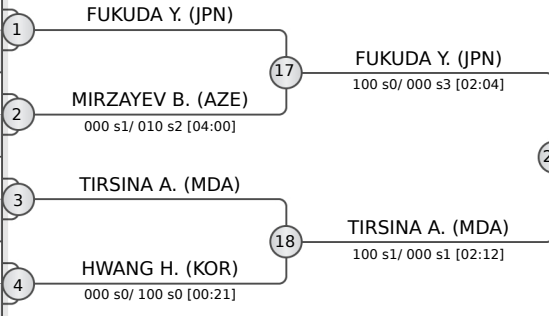 FUKUDA Y. (JPN)
1
17
FUKUDA Y. (JPN)
100 s0/ 000 s3 [02:04]
MIRZAYEV B. (AZE)
2
000 s1/ 010 s2 [04:00]
TIRSINA A. (MDA)
3
18
TIRSINA A. (MDA)
100 s1/ 000 s1 [02:12]
HWANG H. (KOR)
4
000 s0/ 100 s0 [00:21]